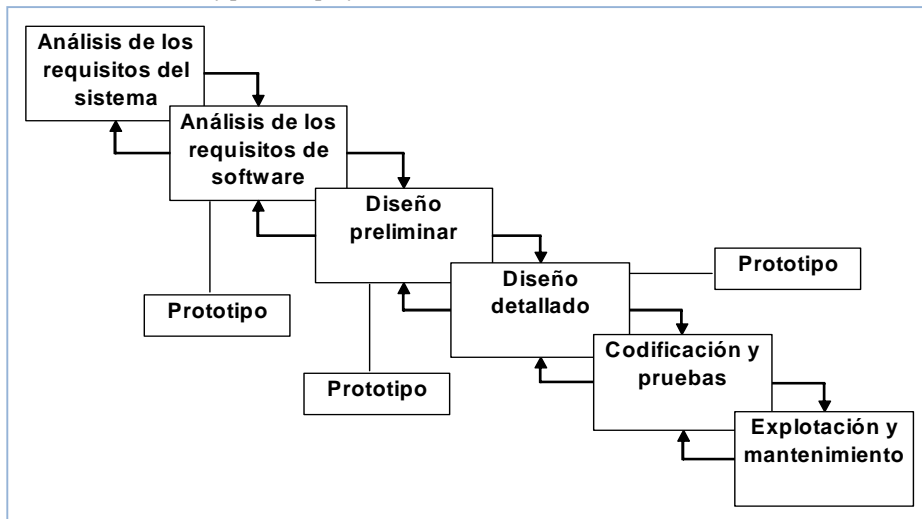 Análisis de los
requisitos del
sistema
Análisis de los
requisitos de
software
Diseño
preliminar
Diseño
detallado
Prototipo
Prototipo
Codificación y
pruebas
Prototipo
Explotación y
mantenimiento